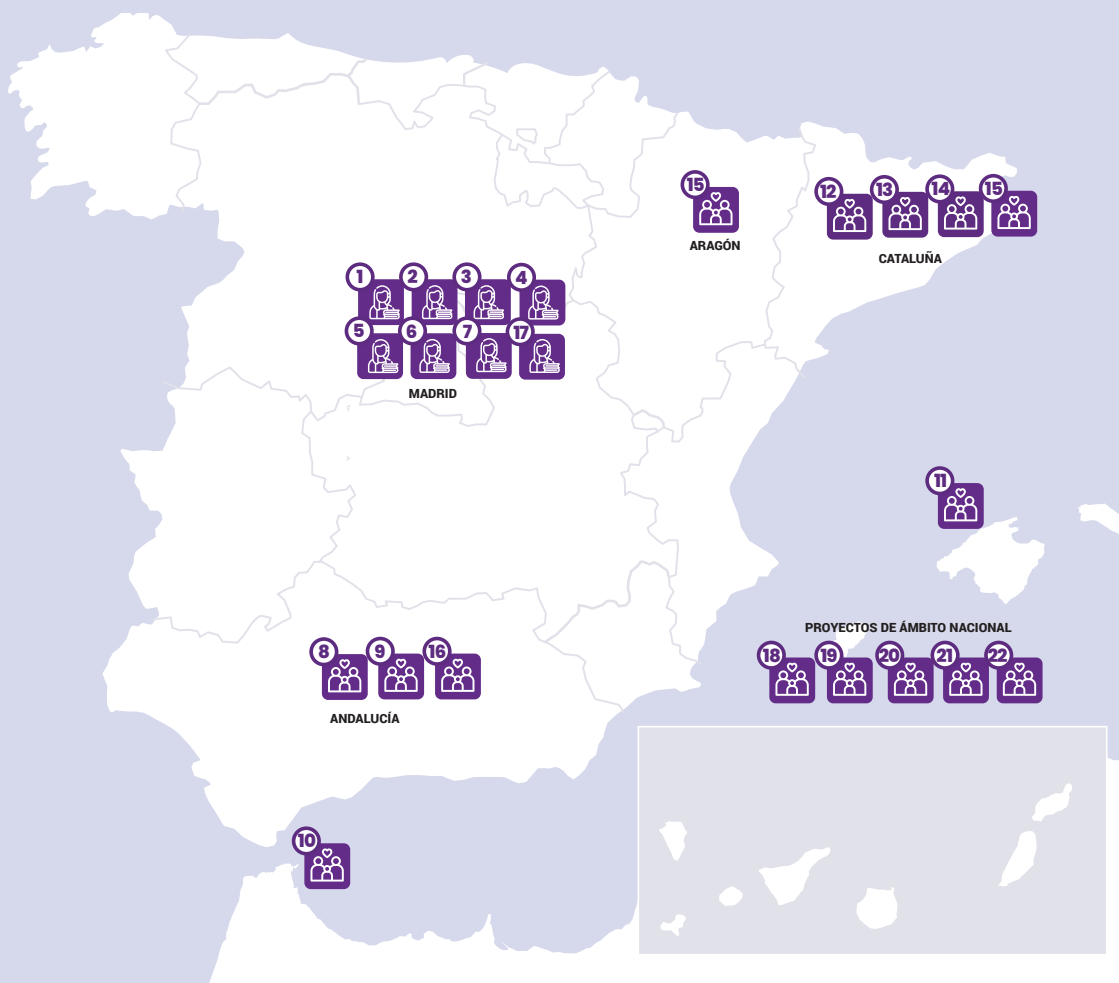 15
12 13 14 15
ARAGÓN
CATALUÑA
1 2 3 4
5 6 7 17
MADRID
11
PROYECTOS DE ÁMBITO NACIONAL
8 9 16
18 19 20 21 22
ANDALUCÍA
10